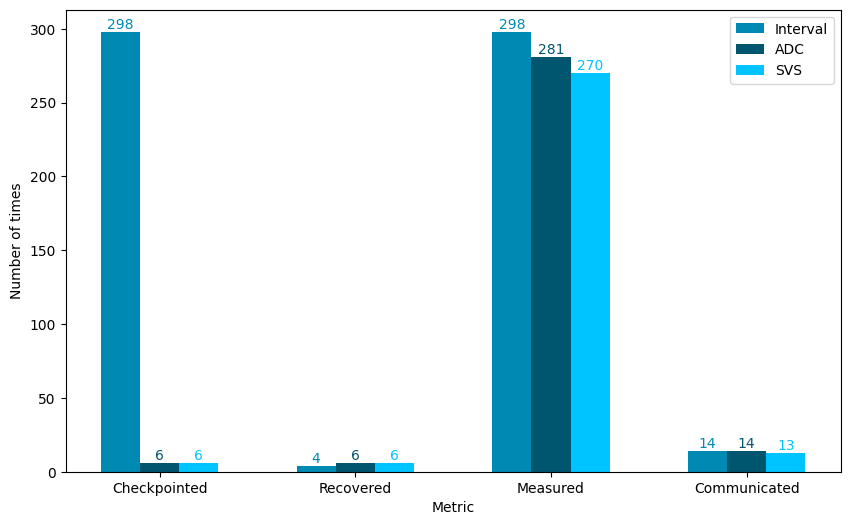 298
298
281
270
6
6
4
6
6
14
14
13
Interval
ADC
SVS
Number of times
300
250
200
150
100
50
0
Checkpointed
Recovered
Measured
Communicated
Metric